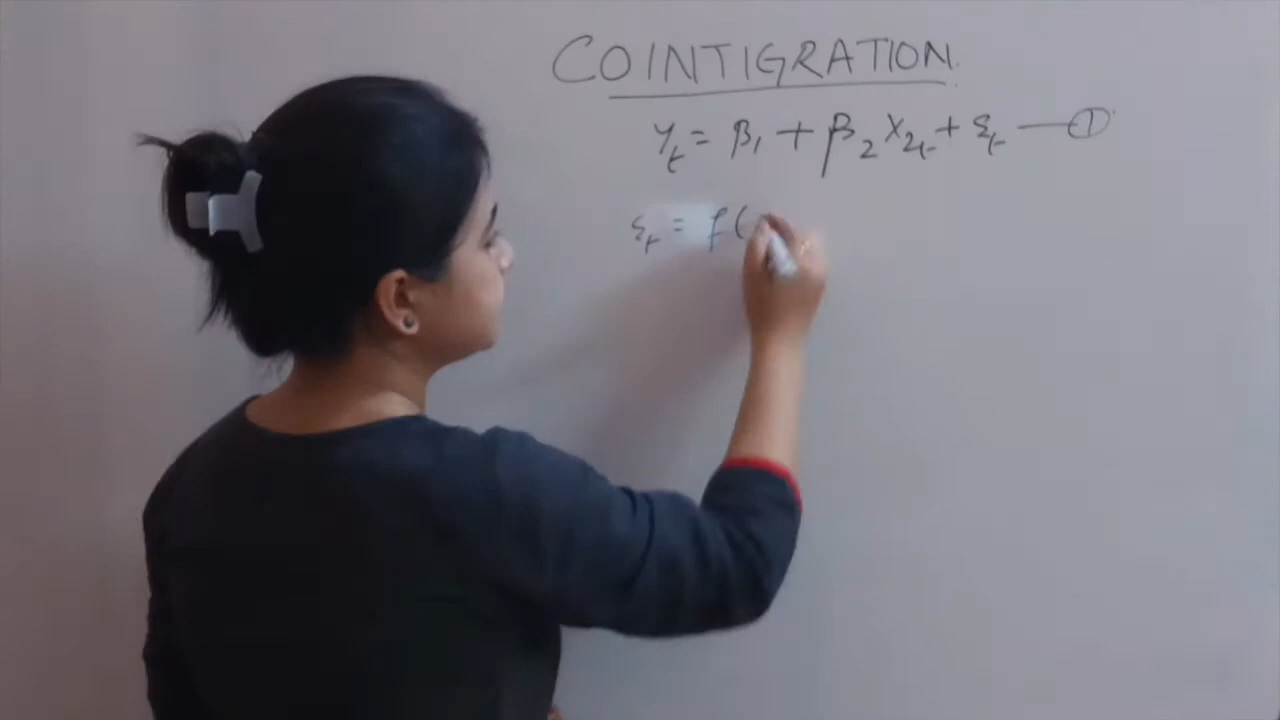 COINTIGRATION.
Yₜ = β₁ + β₂ X₂ₜ + εₜ — ①
εₜ = f(